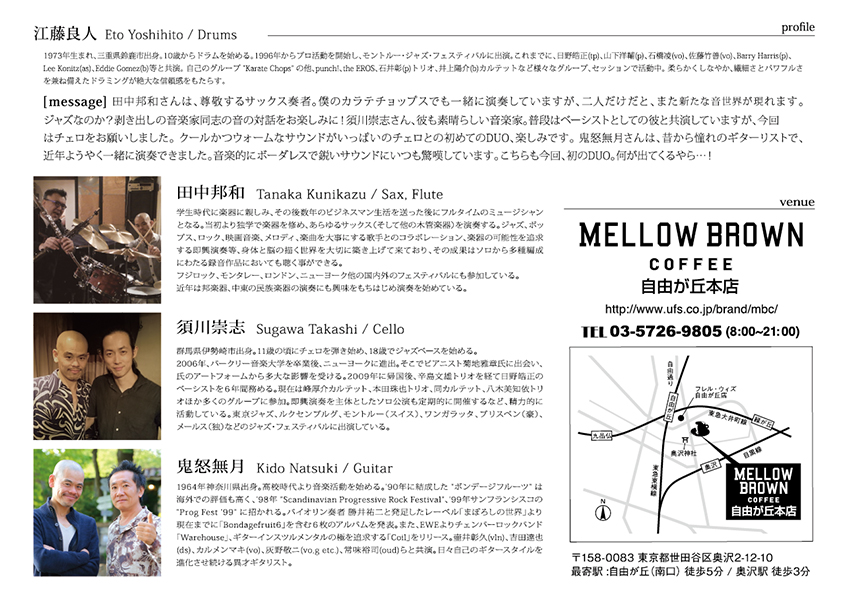 profile
江藤良人 Eto Yoshihito / Drums
1973年生まれ、三重県鈴鹿市出身。10歳からドラムを始める。1996年からプロ活動を開始し、モントルー・ジャズ・フェスティバルに出演。これまでに、日野皓正(tp)、山下洋輔(p)、石橋凌(vo)、佐藤竹善(vo)、Barry Harris(p)、
Lee Konitz(as)、Eddie Gomez(b)等と共演。 自己のグループ "Karate Chops" の他、punch!、the EROS、石井彰(p)トリオ、井上陽介(b)カルテットなど様々なグループ、セッションで活動中。柔らかくしなやか、繊細さとパワフルさ
を兼ね備えたドラミングが絶大な信頼感をもたらす。
[message] 田中邦和さんは、尊敬するサックス奏者。僕のカラテチョップスでも一緒に演奏していますが、二人だけだと、また新たな音世界が現れます。
ジャズなのか？剥き出しの音楽家同志の音の対話をお楽しみに！須川崇志さん、彼も素晴らしい音楽家。普段はベーシストとしての彼と共演していますが、今回
はチェロをお願いしました。 クールかつウォームなサウンドがいっぱいのチェロとの初めてのDUO、楽しみです。 鬼怒無月さんは、昔から憧れのギターリストで、
近年ようやく一緒に演奏できました。音楽的にボーダレスで鋭いサウンドにいつも驚嘆しています。こちらも今回、初のDUO。何が出てくるやら…！
田中邦和 Tanaka Kunikazu / Sax, Flute
学生時代に楽器に親しみ、その後数年のビジネスマン生活を送った後にフルタイムのミュージシャン
となる。当初より独学で楽器を修め、あらゆるサックス（そして他の木管楽器）を演奏する。ジャズ、ポッ
プス、ロック、映画音楽、メロディ、楽曲を大事にする歌手とのコラボレーション、楽器の可能性を追求
する即興演奏等、身体と脳の描く世界を大切に築き上げて来ており、その成果はソロから多種編成
にわたる録音作品においても聴く事ができる。
フジロック、モンタレー、ロンドン、ニューヨーク他の国内外のフェスティバルにも参加している。
近年は邦楽器、中東の民族楽器の演奏にも興味をもちはじめ演奏を始めている。
須川崇志 Sugawa Takashi / Cello
群馬県伊勢崎市出身。11歳の頃にチェロを弾き始め、18歳でジャズベースを始める。
2006年、バークリー音楽大学を卒業後、ニューヨークに進出。そこでピアニスト菊地雅章氏に出会い、
氏のアートフォームから多大な影響を受ける。2009年に帰国後、辛島文雄トリオを経て日野皓正の
ベーシストを6年間務める。現在は峰厚介カルテット、本田珠也トリオ、同カルテット、八木美知依トリ
オほか多くのグループに参加。即興演奏を主体としたソロ公演も定期的に開催するなど、精力的に
活動している。東京ジャズ、ルクセンブルグ、モントルー（スイス）、ワンガラッタ、ブリスベン（豪）、
メールス（独）などのジャズ・フェスティバルに出演している。
鬼怒無月 Kido Natsuki / Guitar
1964年神奈川県出身。高校時代より音楽活動を始める。'90年に結成した "ボンデージフルーツ" は
海外での評価も高く、'98年 "Scandinavian Progressive Rock Festival"、'99年サンフランシスコの
"Prog Fest '99" に招かれる。バイオリン奏者 勝井祐二と発足したレーベル「まぼろしの世界」より
現在までに「Bondagefruit6」を含む6枚のアルバムを発表。また、EWEよりチェンバーロックバンド
「Warehouse」、ギターインスツルメンタルの極を追求する「Coil」をリリース。壷井彰久(vln)、吉田達也
(ds)、カルメンマキ(vo)、灰野敬二(vo.g etc.)、常味裕司(oud)らと共演。日々自己のギタースタイルを
進化させ続ける異才ギタリスト。
venue
MELLOW BROWN
COFFEE
自由が丘本店
http://www.ufs.co.jp/brand/mbc/
TEL 03-5726-9805 (8:00~21:00)
自由通り
フレル・ウィズ
自由が丘店
自由が丘
東急大井町線
緑が丘
九品仏
奥沢神社
目黒線
奥沢
東急東横線
MELLOW
BROWN
COFFEE
自由が丘本店
N
〒158-0083 東京都世田谷区奥沢2-12-10
最寄駅：自由が丘（南口） 徒歩5分 / 奥沢駅 徒歩3分